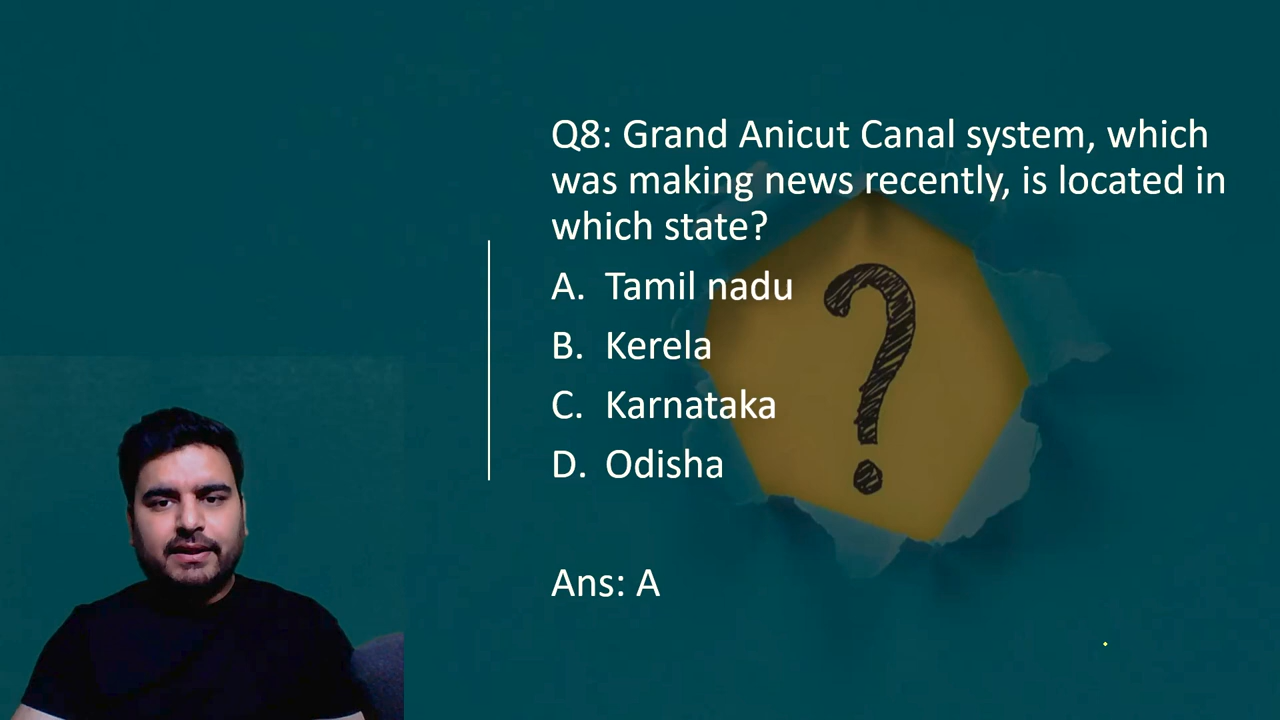 Q8: Grand Anicut Canal system, which
was making news recently, is located in
which state?
A. Tamil nadu
B. Kerela
C. Karnataka
D. Odisha
Ans: A